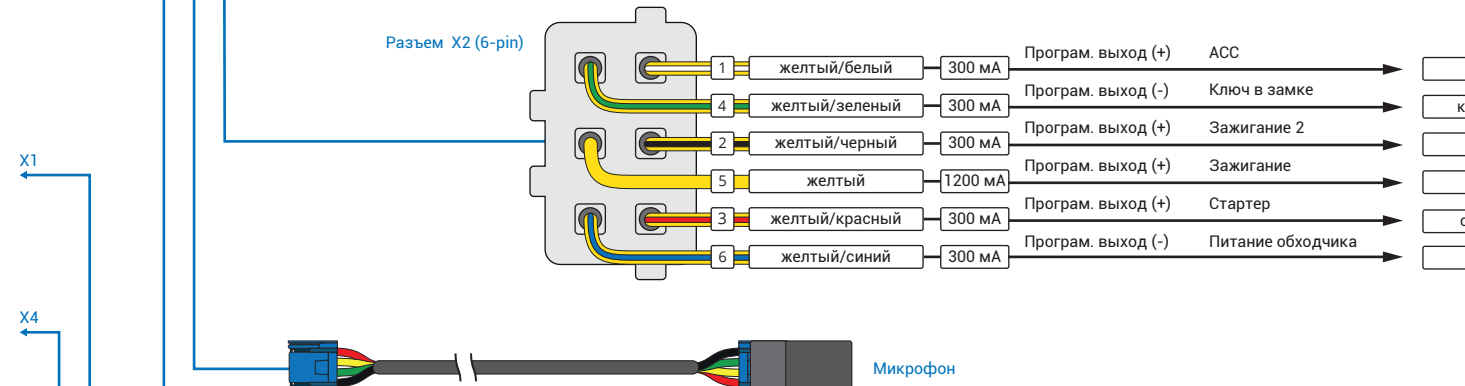 Разъем X2 (6-pin)
1 желтый/белый 300 мА Програм. выход (+) ACC
4 желтый/зеленый 300 мА Програм. выход (-) Ключ в замке
к
2 желтый/черный 300 мА Програм. выход (+) Зажигание 2
X1
5 желтый 1200 мА Програм. выход (+) Зажигание
3 желтый/красный 300 мА Програм. выход (+) Стартер
6 желтый/синий 300 мА Програм. выход (-) Питание обходчика
X4
Микрофон